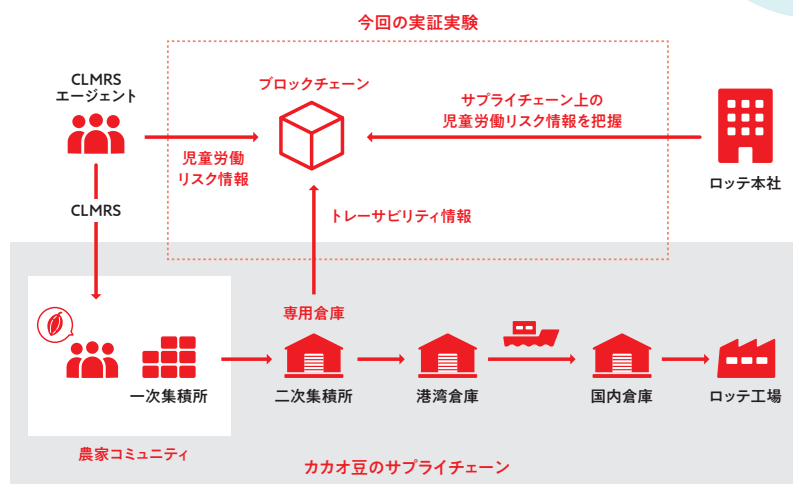 今回の実証実験
CLMRS
エージェント
ブロックチェーン
サプライチェーン上の
児童労働リスク情報を把握
児童労働
リスク情報
ロッテ本社
CLMRS
トレーサビリティ情報
専用倉庫
一次集積所
二次集積所
港湾倉庫
国内倉庫
ロッテ工場
農家コミュニティ
カカオ豆のサプライチェーン